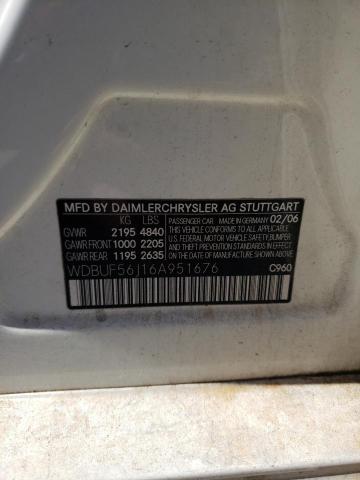 MFD BY DAIMLERCHRYSLER AG STUTTGART
KG LBS PASSENGER CAR MADE IN GERMANY 02/06
GVWR 2195 4840 THIS VEHICLE CONFORMS TO ALL APPLICABLE
GAWR FRONT 1000 2205 FEDERAL MOTOR VEHICLE SAFETY, BUMPER
GAWR REAR 1195 2635 AND THEFT PREVENTION STANDARDS IN EFFECT
ON THE DATE OF MANUFACTURE SHOWN ABOVE.
WDBUF56J16A951676 C960